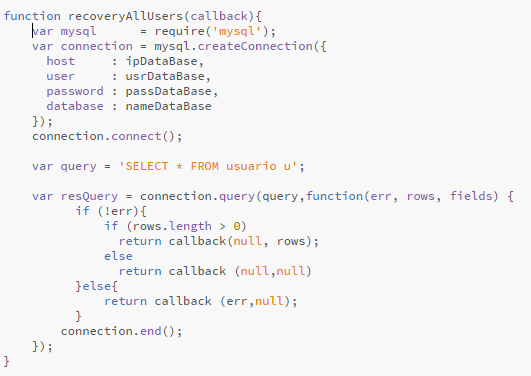 function recoveryAllUsers(callback){
    var mysql      = require('mysql');
    var connection = mysql.createConnection({
      host     : ipDataBase,
      user     : usrDataBase,
      password : passDataBase,
      database : nameDataBase
    });
    connection.connect();

    var query = 'SELECT * FROM usuario u';

    var resQuery = connection.query(query,function(err, rows, fields) {
          if (!err){
              if (rows.length > 0)
                return callback(null, rows);
              else
                return callback (null,null)
          }else{
              return callback (err,null);
          }
        connection.end();
    });
}